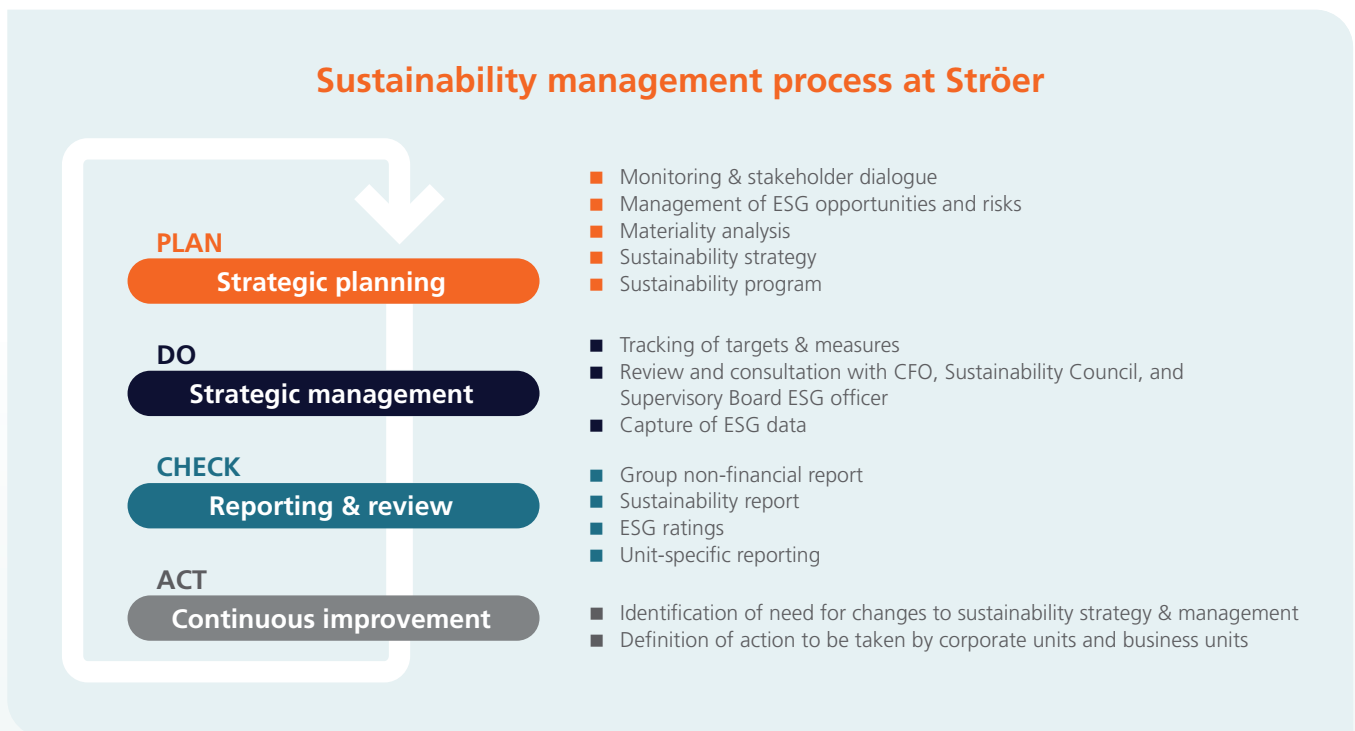 Sustainability management process at Ströer
PLAN
Strategic planning
■ Monitoring & stakeholder dialogue
■ Management of ESG opportunities and risks
■ Materiality analysis
■ Sustainability strategy
■ Sustainability program
DO
Strategic management
■ Tracking of targets & measures
■ Review and consultation with CFO, Sustainability Council, and
Supervisory Board ESG officer
■ Capture of ESG data
CHECK
Reporting & review
■ Group non-financial report
■ Sustainability report
■ ESG ratings
■ Unit-specific reporting
ACT
Continuous improvement
■ Identification of need for changes to sustainability strategy & management
■ Definition of action to be taken by corporate units and business units